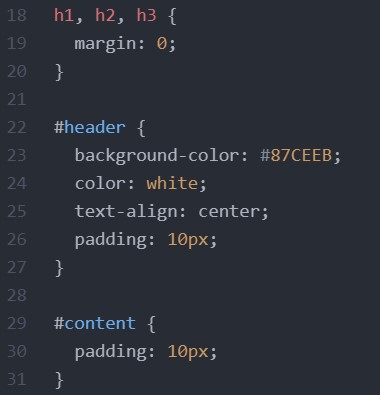 18 h1, h2, h3 {
19   margin: 0;
20 }
21
22 #header {
23   background-color: #87CEEB;
24   color: white;
25   text-align: center;
26   padding: 10px;
27 }
28
29 #content {
30   padding: 10px;
31 }